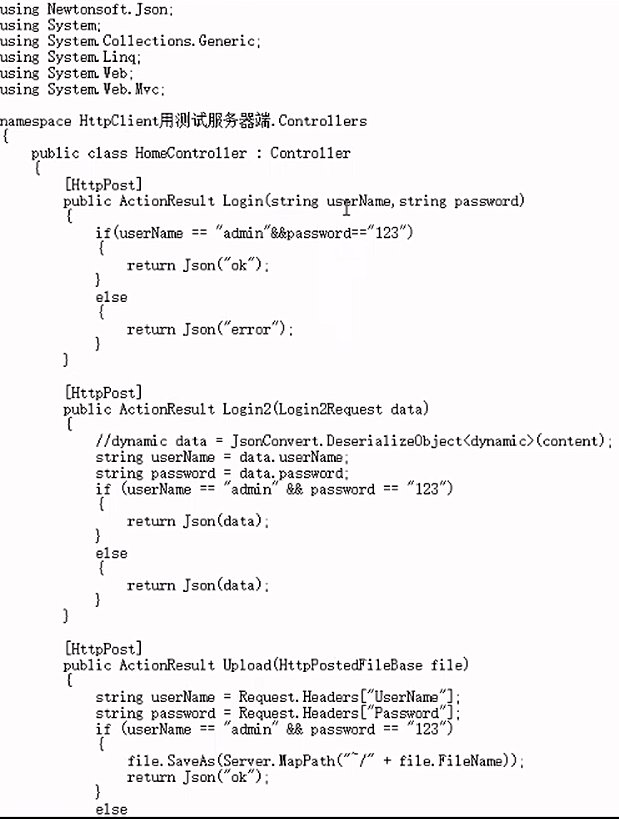 using Newtonsoft.Json;
using System;
using System.Collections.Generic;
using System.Linq;
using System.Web;
using System.Web.Mvc;
namespace HttpClient用测试服务器端.Controllers
{
public class HomeController : Controller
{
[HttpPost]
public ActionResult Login(string userName,string password)
{
if(userName == "admin"&&password=="123")
{
return Json("ok");
}
else
{
return Json("error");
}
}
[HttpPost]
public ActionResult Login2(Login2Request data)
{
//dynamic data = JsonConvert.DeserializeObject<dynamic>(content);
string userName = data.userName;
string password = data.password;
if (userName == "admin" && password == "123")
{
return Json(data);
}
else
{
return Json(data);
}
}
[HttpPost]
public ActionResult Upload(HttpPostedFileBase file)
{
string userName = Request.Headers["UserName"];
string password = Request.Headers["Password"];
if (userName == "admin" && password == "123")
{
file.SaveAs(Server.MapPath("~/" + file.FileName));
return Json("ok");
}
else